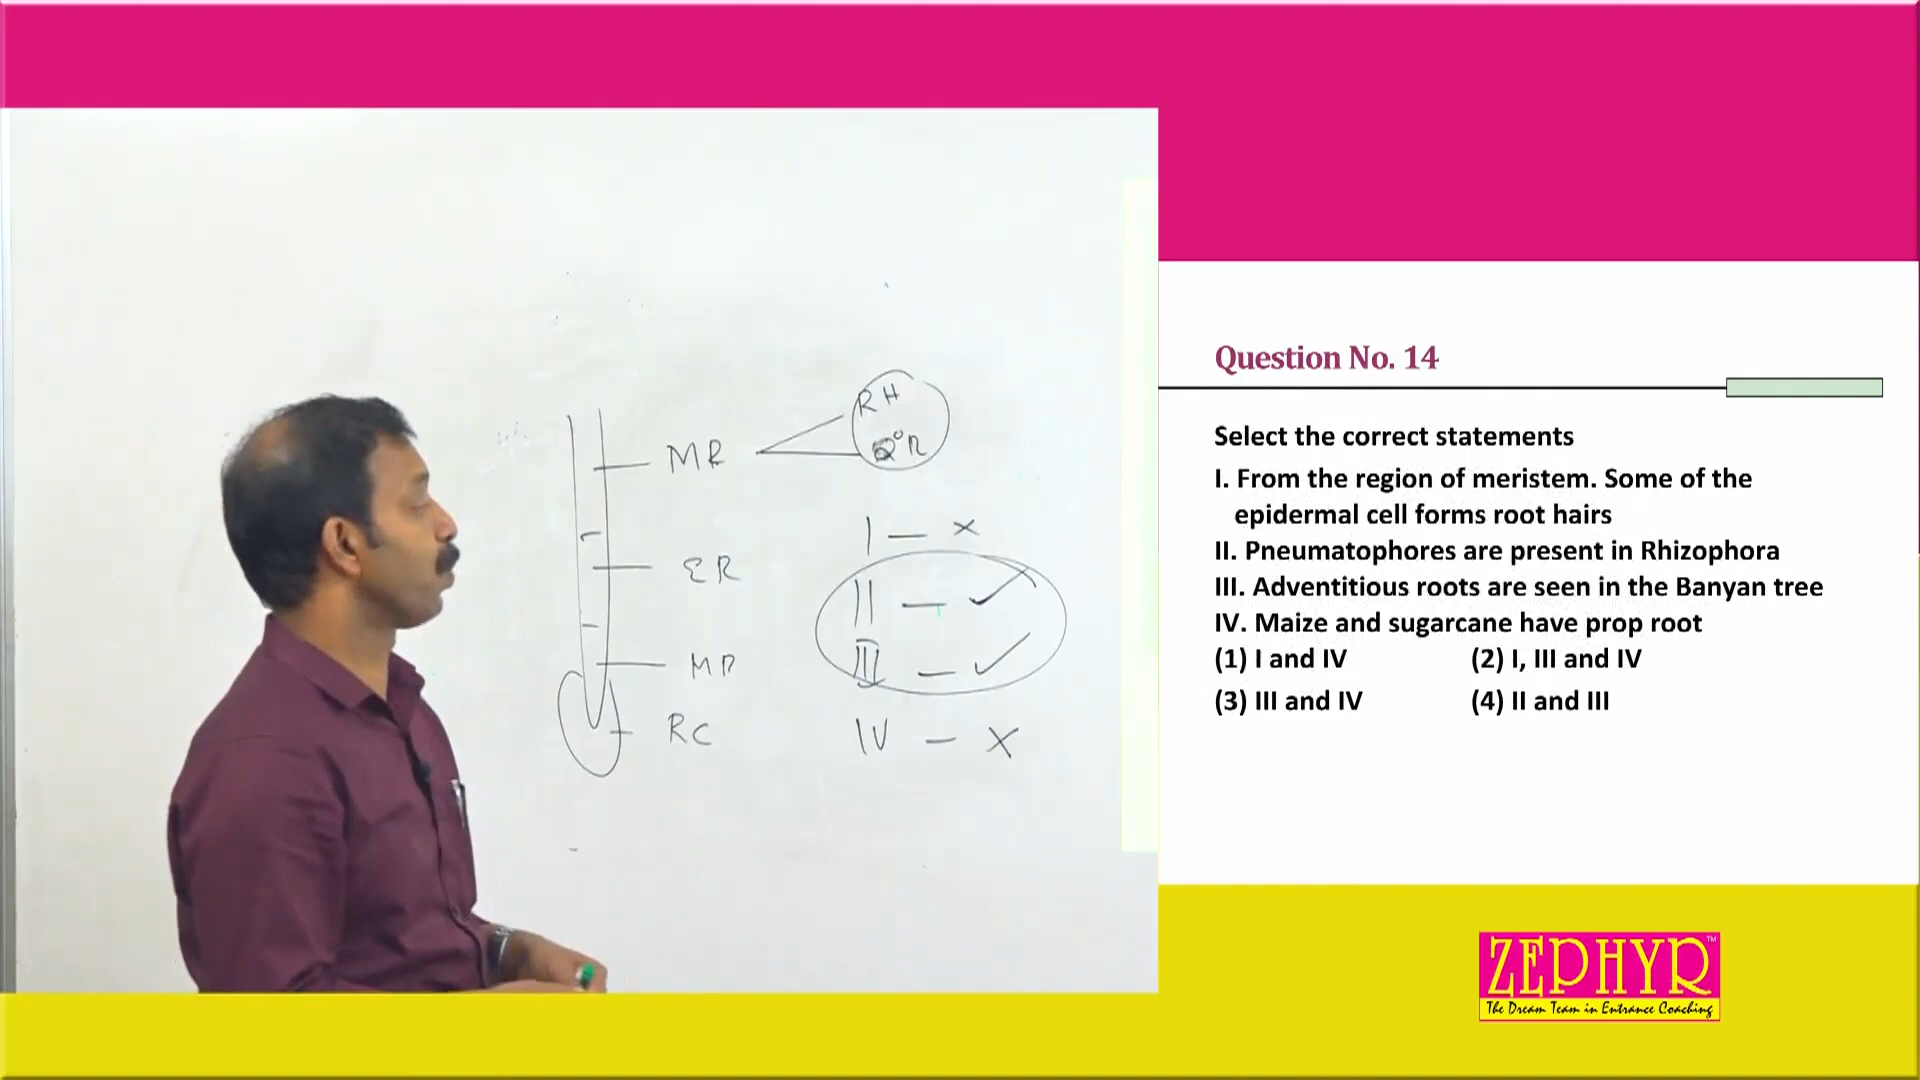 RH
2°R
MR
ER
MR
RC
I — ×
II — ✓
III — ✓
IV — ×
Question No. 14
Select the correct statements
I. From the region of meristem. Some of the
epidermal cell forms root hairs
II. Pneumatophores are present in Rhizophora
III. Adventitious roots are seen in the Banyan tree
IV. Maize and sugarcane have prop root
(1) I and IV (2) I, III and IV
(3) III and IV (4) II and III
ZEPHYR™
The Dream Team in Entrance Coaching